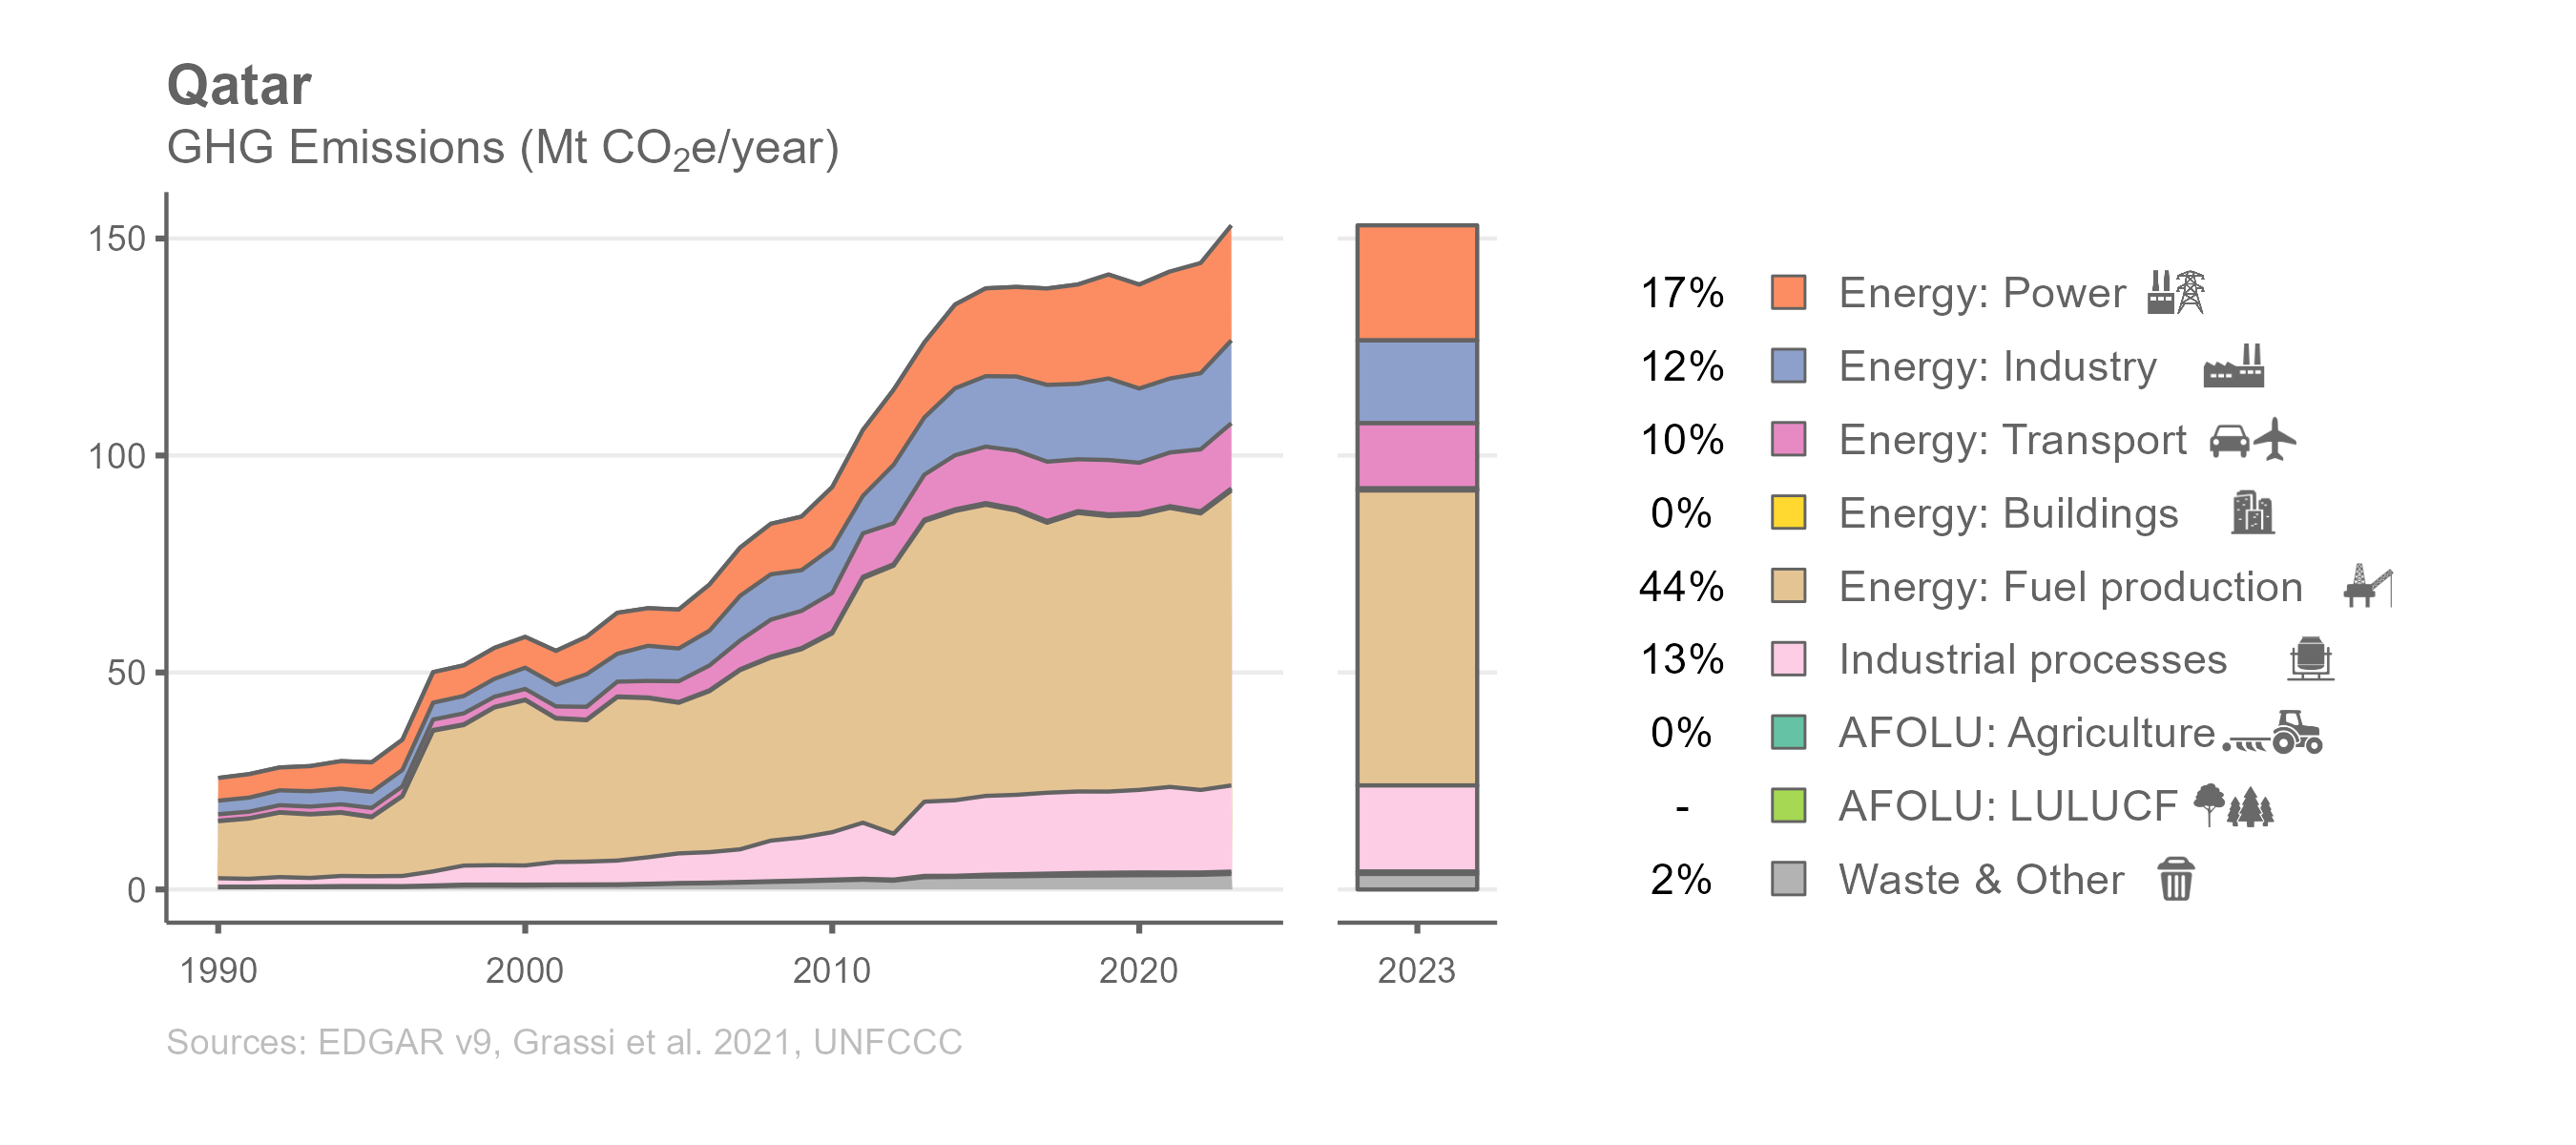 Qatar
GHG Emissions (Mt CO₂e/year)
150
100
50
0
1990 2000 2010 2020 2023
17% Energy: Power
12% Energy: Industry
10% Energy: Transport
0% Energy: Buildings
44% Energy: Fuel production
13% Industrial processes
0% AFOLU: Agriculture
- AFOLU: LULUCF
2% Waste & Other
Sources: EDGAR v9, Grassi et al. 2021, UNFCCC